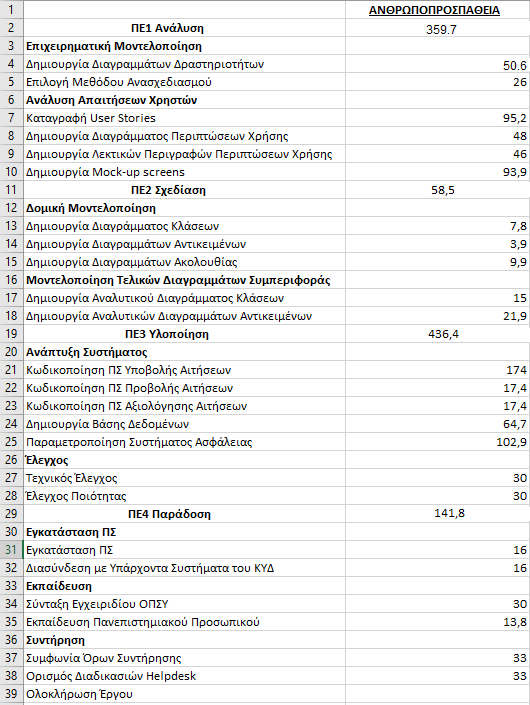 1 ΑΝΘΡΩΠΟΠΡΟΣΠΑΘΕΙΑ
2 ΠΕ1 Ανάλυση 359.7
3 Επιχειρηματική Μοντελοποίηση
4 Δημιουργία Διαγραμμάτων Δραστηριοτήτων 50.6
5 Επιλογή Μεθόδου Ανασχεδιασμού 26
6 Ανάλυση Απαιτήσεων Χρηστών
7 Καταγραφή User Stories 95,2
8 Δημιουργία Διαγράμματος Περιπτώσεων Χρήσης 48
9 Δημιουργία Λεκτικών Περιγραφών Περιπτώσεων Χρήσης 46
10 Δημιουργία Mock-up screens 93,9
11 ΠΕ2 Σχεδίαση 58,5
12 Δομική Μοντελοποίηση
13 Δημιουργία Διαγράμματος Κλάσεων 7,8
14 Δημιουργία Διαγραμμάτων Αντικειμένων 3,9
15 Δημιουργία Διαγραμμάτων Ακολουθίας 9,9
16 Μοντελοποίηση Τελικών Διαγραμμάτων Συμπεριφοράς
17 Δημιουργία Αναλυτικού Διαγράμματος Κλάσεων 15
18 Δημιουργία Αναλυτικών Διαγραμμάτων Αντικειμένων 21,9
19 ΠΕ3 Υλοποίηση 436,4
20 Ανάπτυξη Συστήματος
21 Κωδικοποίηση ΠΣ Υποβολής Αιτήσεων 174
22 Κωδικοποίηση ΠΣ Προβολής Αιτήσεων 17,4
23 Κωδικοποίηση ΠΣ Αξιολόγησης Αιτήσεων 17,4
24 Δημιουργία Βάσης Δεδομένων 64,7
25 Παραμετροποίηση Συστήματος Ασφάλειας 102,9
26 Έλεγχος
27 Τεχνικός Έλεγχος 30
28 Έλεγχος Ποιότητας 30
29 ΠΕ4 Παράδοση 141,8
30 Εγκατάσταση ΠΣ
31 Εγκατάσταση ΠΣ 16
32 Διασύνδεση με Υπάρχοντα Συστήματα του ΚΥΔ 16
33 Εκπαίδευση
34 Σύνταξη Εγχειριδίου ΟΠΣΥ 30
35 Εκπαίδευση Πανεπιστημιακού Προσωπικού 13,8
36 Συντήρηση
37 Συμφωνία Όρων Συντήρησης 33
38 Ορισμός Διαδικασιών Helpdesk 33
39 Ολοκλήρωση Έργου